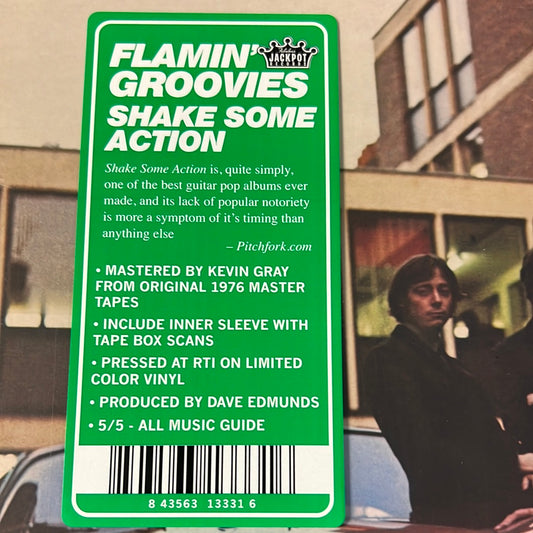 FLAMIN'
GROOVIES
JACKPOT
RECORDS
SHAKE SOME
ACTION
Shake Some Action is, quite simply,
one of the best guitar pop albums ever
made, and its lack of popular notoriety
is more a symptom of it's timing than
anything else
– Pitchfork.com
• MASTERED BY KEVIN GRAY
FROM ORIGINAL 1976 MASTER
TAPES
• INCLUDE INNER SLEEVE WITH
TAPE BOX SCANS
• PRESSED AT RTI ON LIMITED
COLOR VINYL
• PRODUCED BY DAVE EDMUNDS
• 5/5 - ALL MUSIC GUIDE
8 43563 13331 6